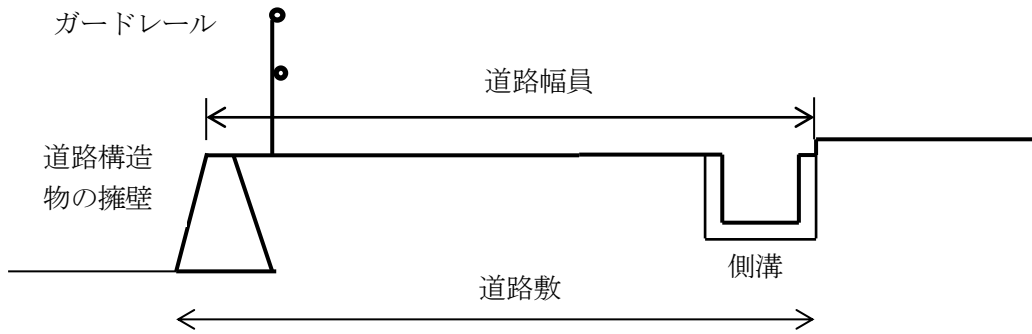 ガードレール
道路幅員
道路構造
物の擁壁
側溝
道路敷